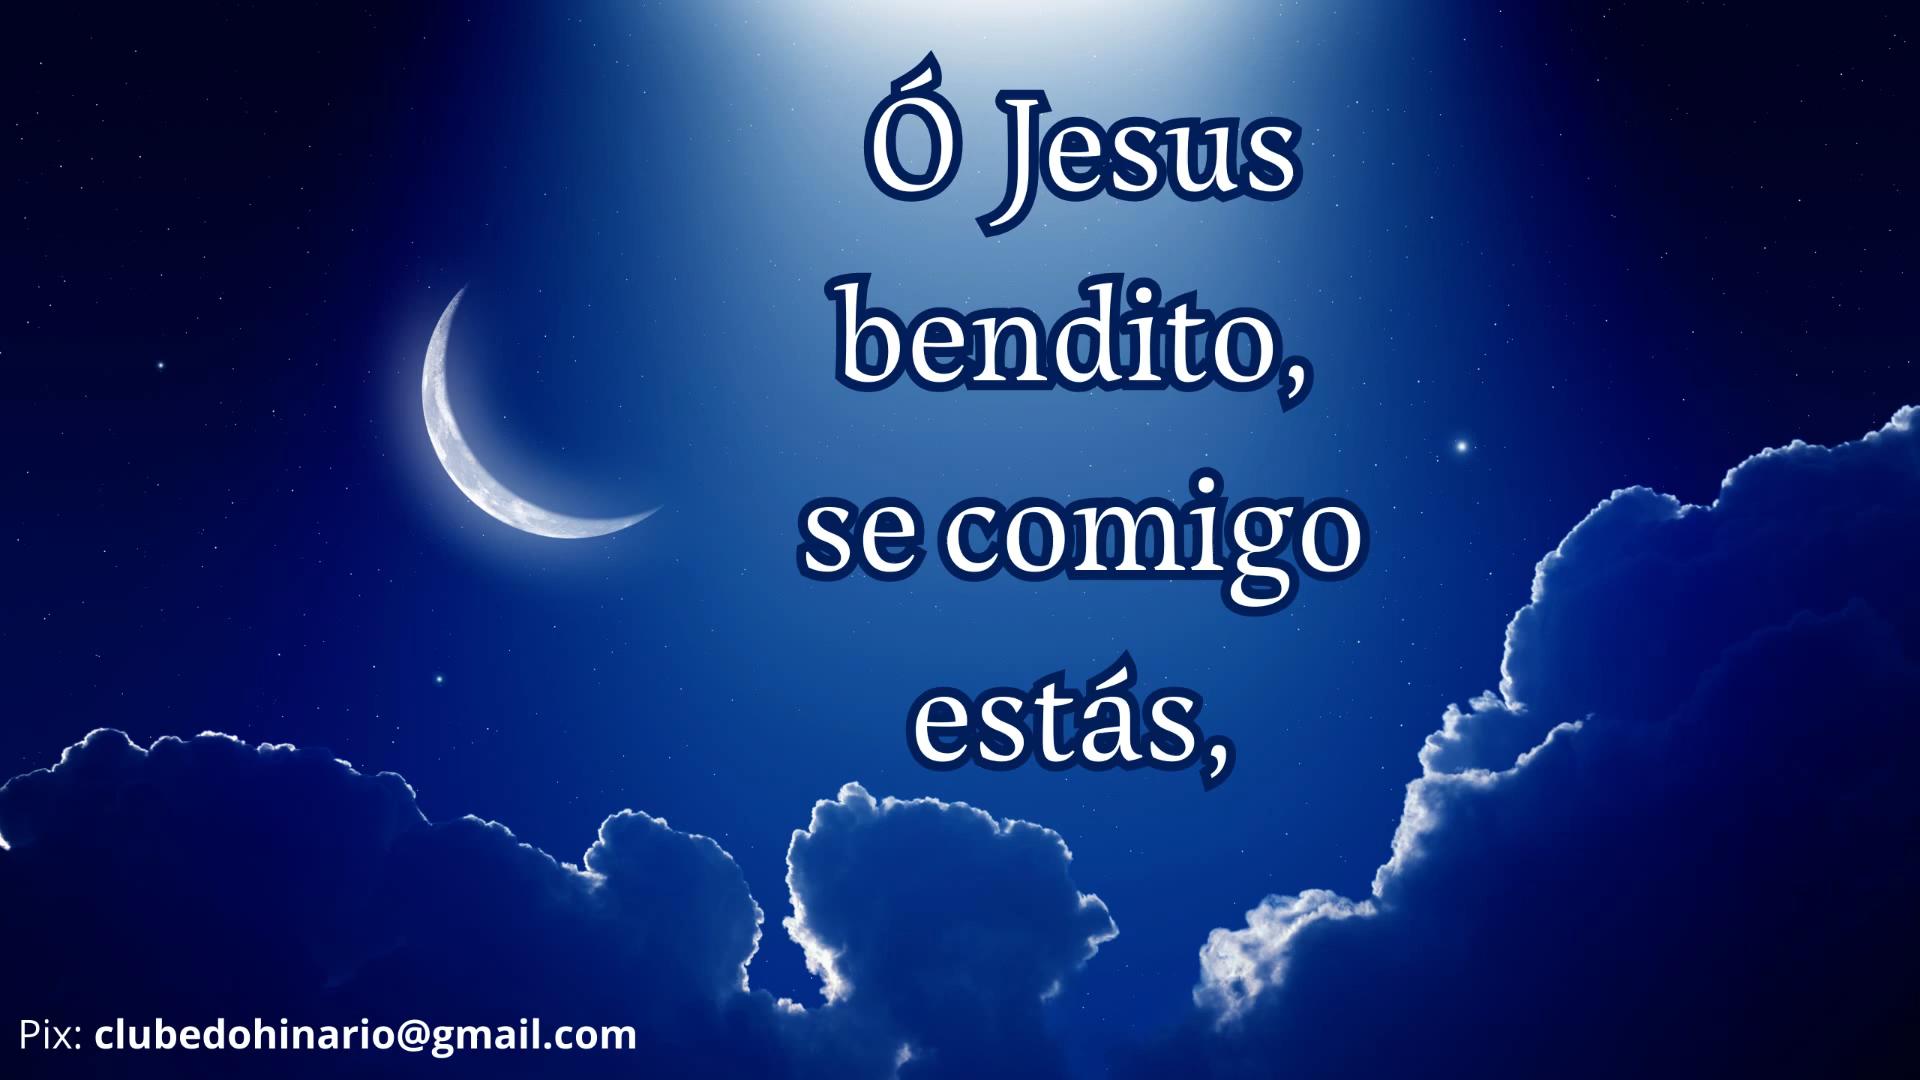 Ó Jesus
bendito,
se comigo
estás,
Pix: clubedohinario@gmail.com